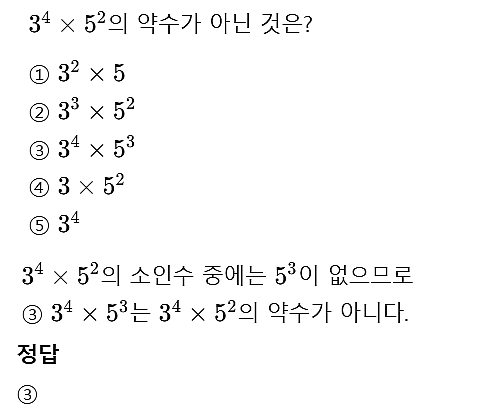 3⁴ × 5²의 약수가 아닌 것은?
① 3² × 5
② 3³ × 5²
③ 3⁴ × 5³
④ 3 × 5²
⑤ 3⁴
3⁴ × 5²의 소인수 중에는 5³이 없으므로
③ 3⁴ × 5³는 3⁴ × 5²의 약수가 아니다.
정답
③